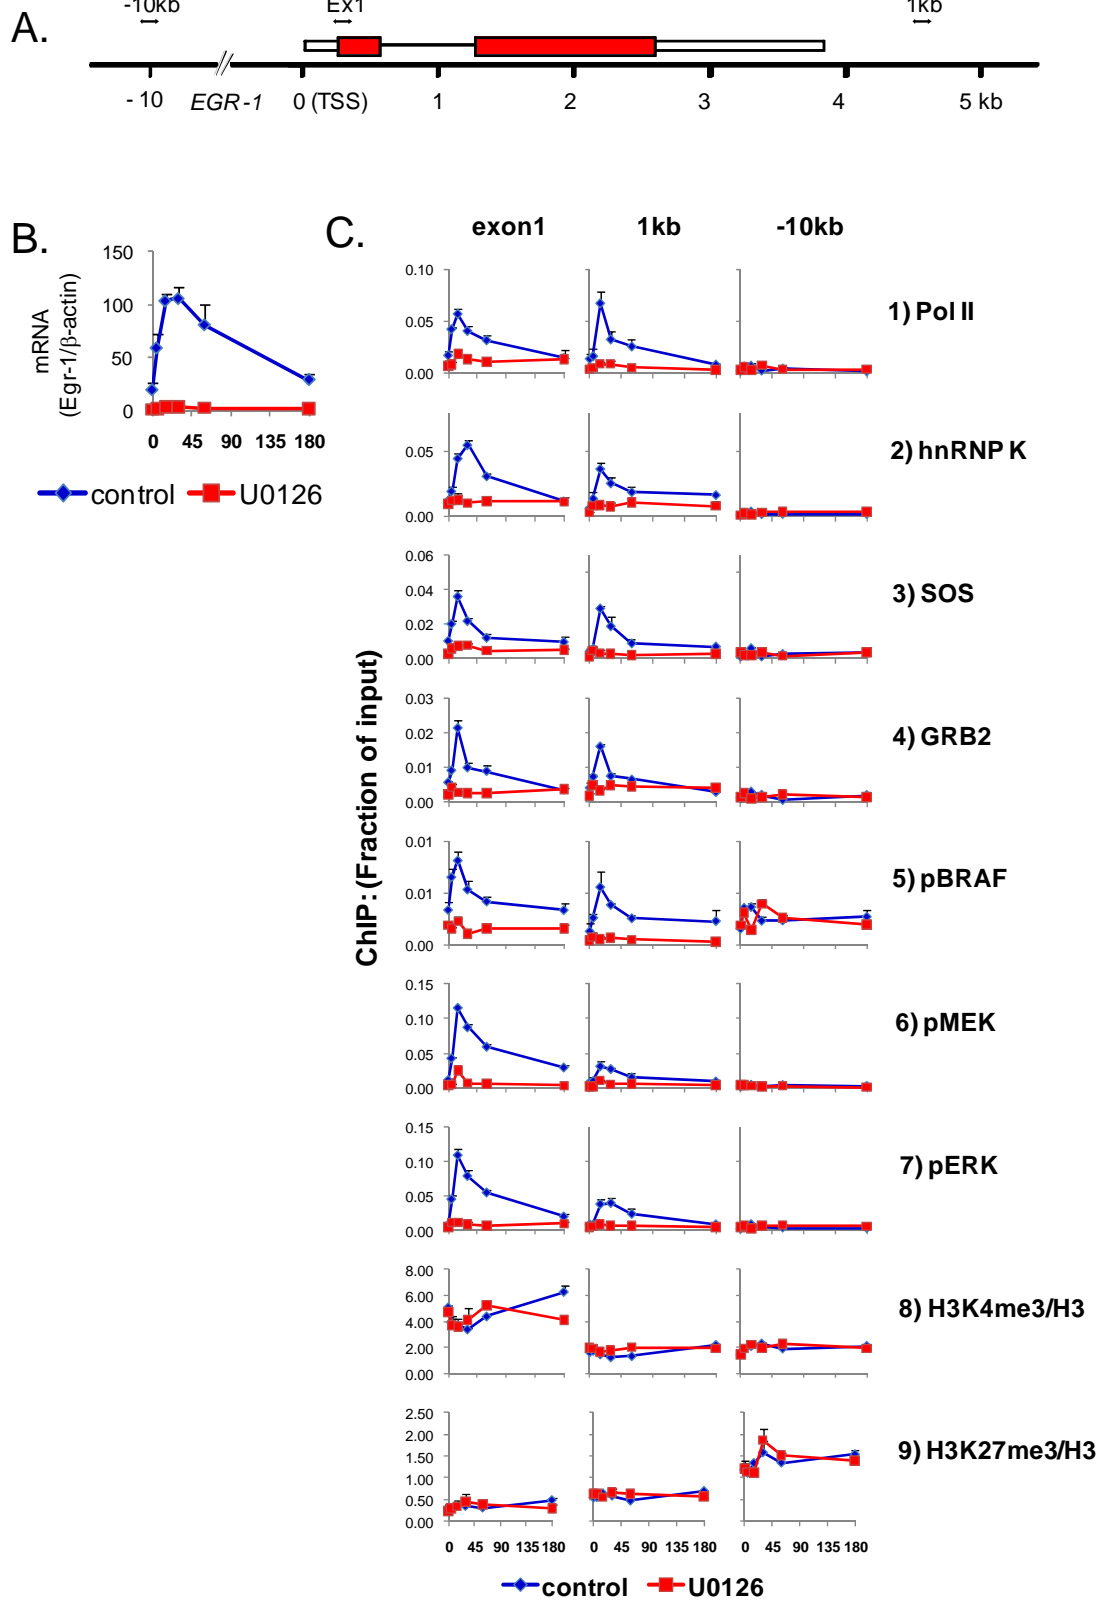 A.
-10kb Ex1 1kb
- 10 EGR-1 0 (TSS) 1 2 3 4 5 kb
B.
mRNA
(Egr-1/β-actin)
150
100
50
0
0 45 90 135 180
control U0126
C.
exon1 1kb -10kb
ChIP: (Fraction of input)
0.10
0.05
0.00
1) Pol II
0.05
0.00
2) hnRNP K
0.06
0.04
0.02
0.00
3) SOS
0.03
0.02
0.01
0.00
4) GRB2
0.01
0.01
0.00
5) pBRAF
0.15
0.10
0.05
0.00
6) pMEK
0.15
0.10
0.05
0.00
7) pERK
8.00
6.00
4.00
2.00
0.00
8) H3K4me3/H3
2.50
2.00
1.50
1.00
0.50
0.00
9) H3K27me3/H3
0 45 90 135 180 0 45 90 135 180 0 45 90 135 180
control U0126